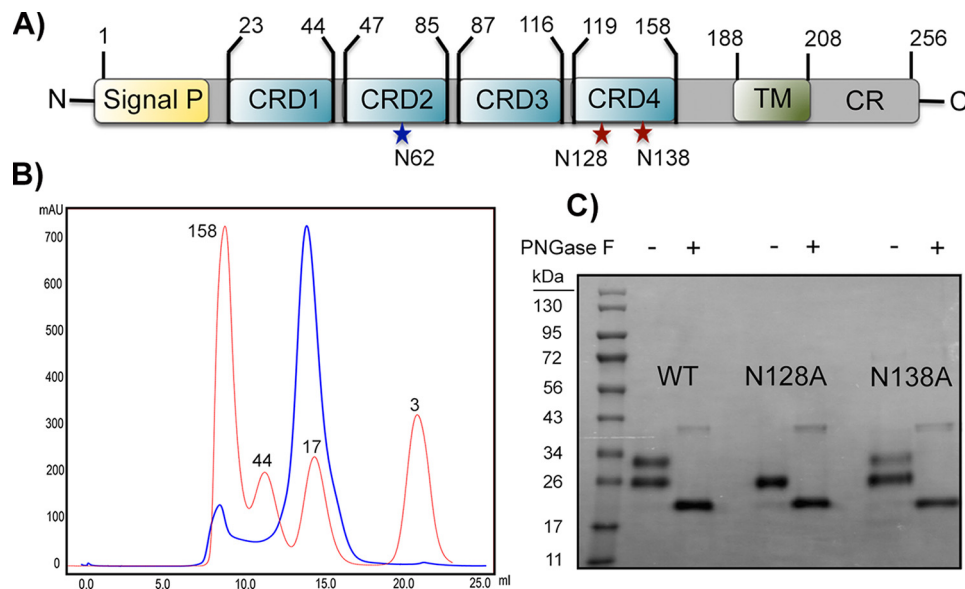 A)
1 23 44 47 85 87 116 119 158 188 208 256
N Signal P CRD1 CRD2 CRD3 CRD4 TM CR C
N62 N128 N138
B)
mAU
700
600
500
400
300
200
100
0
158
44
17
3
0.0 5.0 10.0 15.0 20.0 25.0 ml
C)
PNGase F - + - + - +
kDa
130
95
72
56
43
34
26
17
11
WT N128A N138A